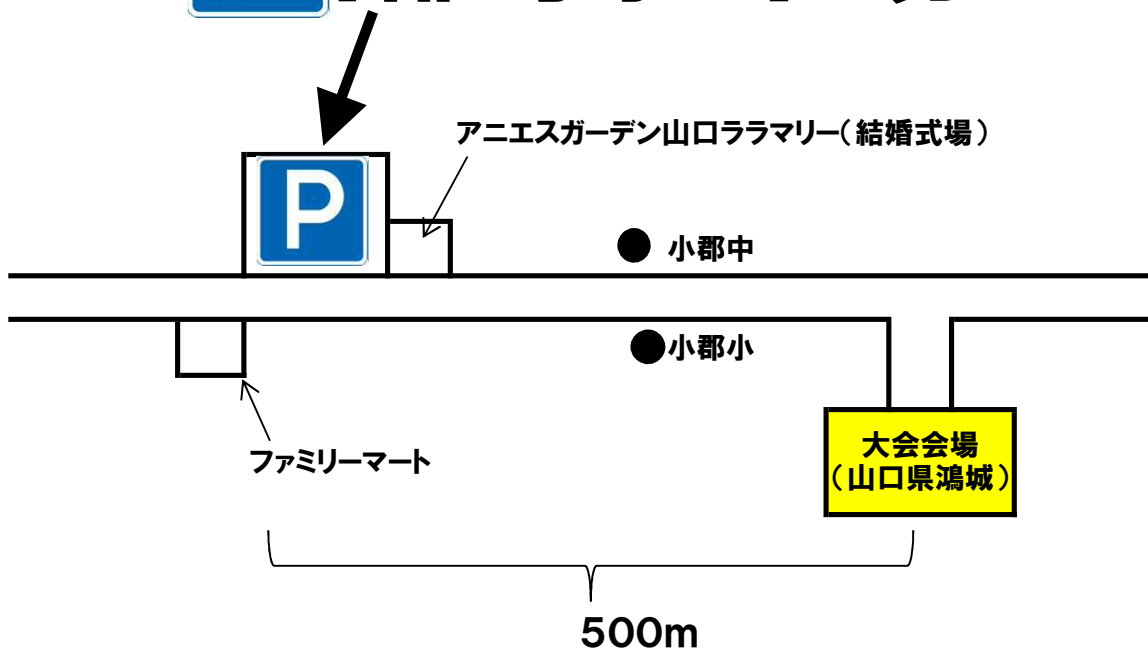 アニエスガーデン山口ララマリー(結婚式場)
P
小郡中
小郡小
ファミリーマート
大会会場
(山口県鴻城)
500m